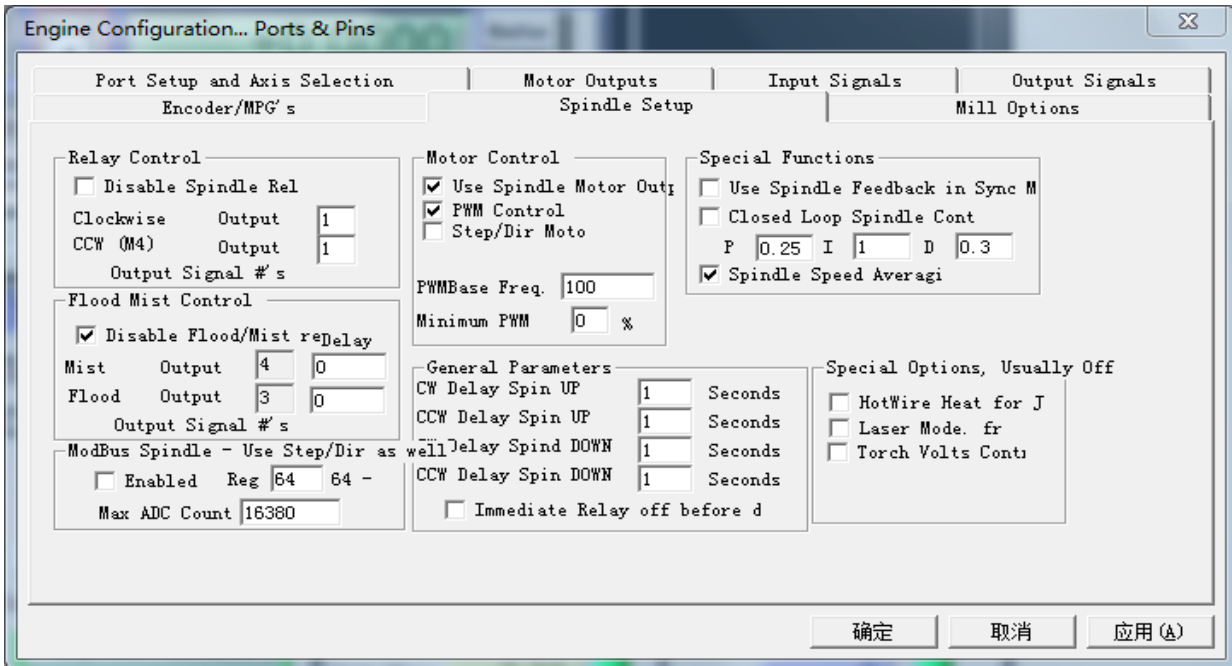 Engine Configuration... Ports & Pins
Port Setup and Axis Selection
Motor Outputs
Input Signals
Output Signals
Encoder/MPG's
Spindle Setup
Mill Options
Relay Control
Disable Spindle Rel
Clockwise Output 1
CCW (M4) Output 1
Output Signal #'s
Flood Mist Control
Disable Flood/Mist re Delay
Mist Output 4 0
Flood Output 3 0
Output Signal #'s
ModBus Spindle - Use Step/Dir as well
Enabled Reg 64 64 -
Max ADC Count 16380
Motor Control
Use Spindle Motor Outp
PWM Control
Step/Dir Moto
PWMBase Freq. 100
Minimum PWM 0 %
General Parameters
CW Delay Spin UP 1 Seconds
CCW Delay Spin UP 1 Seconds
Delay Spind DOWN 1 Seconds
CCW Delay Spin DOWN 1 Seconds
Immediate Relay off before d
Special Functions
Use Spindle Feedback in Sync M
Closed Loop Spindle Cont
P 0.25 I 1 D 0.3
Spindle Speed Averagi
Special Options, Usually Off
HotWire Heat for J
Laser Mode. fr
Torch Volts Cont
确定
取消
应用(A)